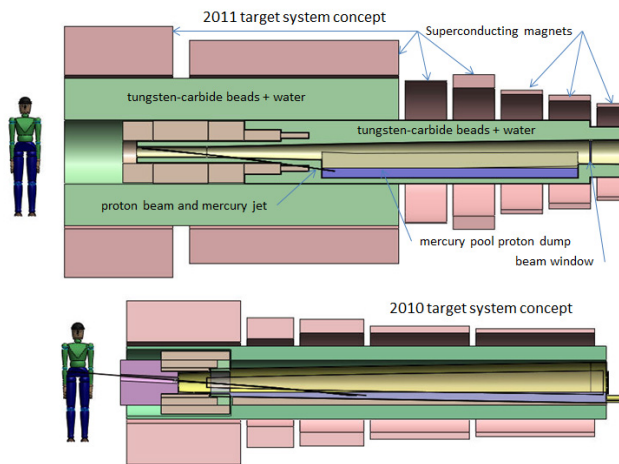 2011 target system concept
Superconducting magnets
tungsten-carbide beads + water
tungsten-carbide beads + water
proton beam and mercury jet
mercury pool proton dump
beam window
2010 target system concept